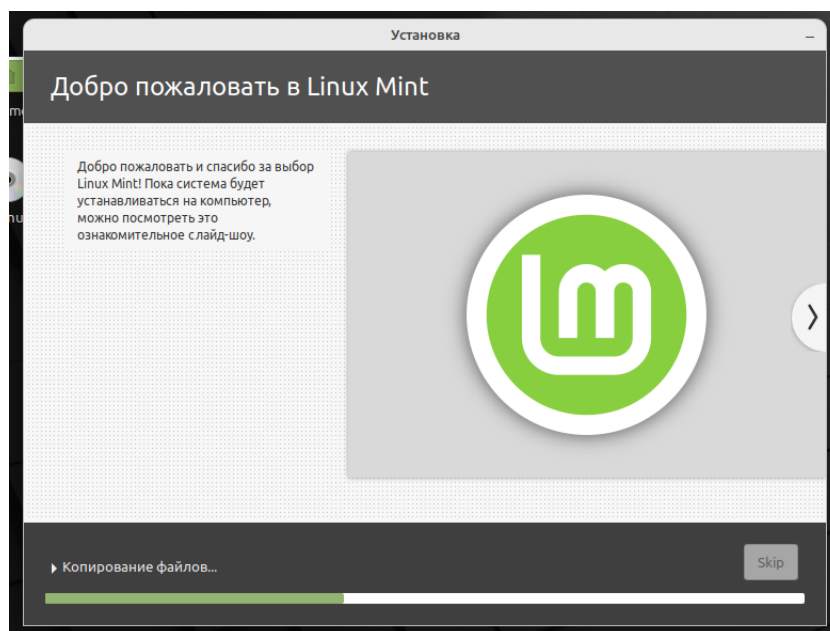 Установка
Добро пожаловать в Linux Mint
Добро пожаловать и спасибо за выбор
Linux Mint! Пока система будет
устанавливаться на компьютер,
можно посмотреть это
ознакомительное слайд-шоу.
Копирование файлов...
Skip